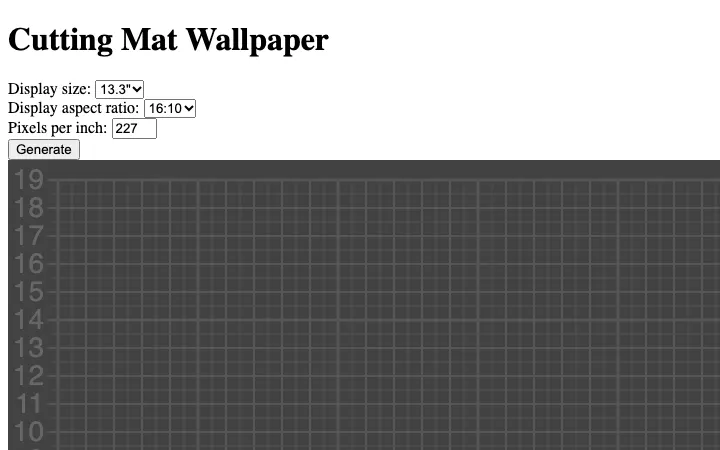 Cutting Mat Wallpaper
Display size: 13.3"
Display aspect ratio: 16:10
Pixels per inch: 227
Generate
19
18
17
16
15
14
13
12
11
10